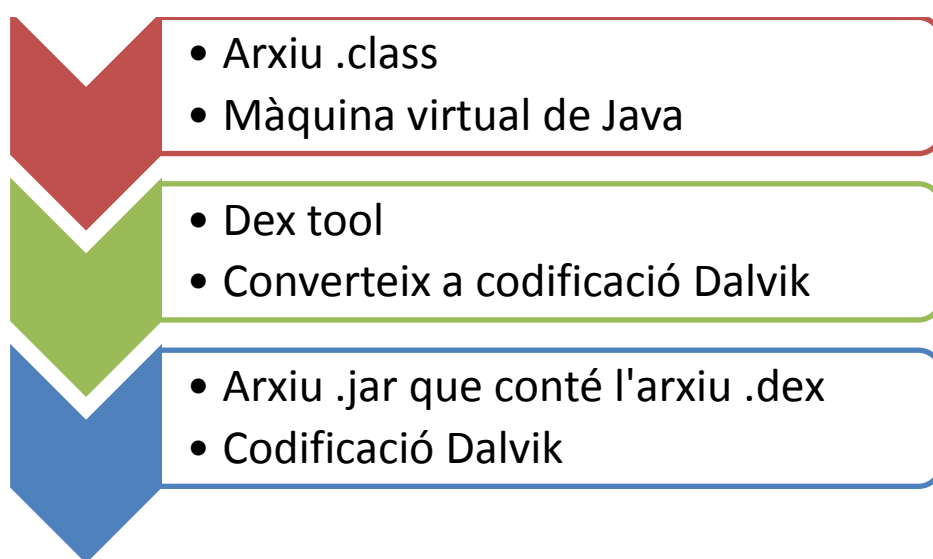 • Arxiu .class
• Màquina virtual de Java
• Dex tool
• Converteix a codificació Dalvik
• Arxiu .jar que conté l'arxiu .dex
• Codificació Dalvik